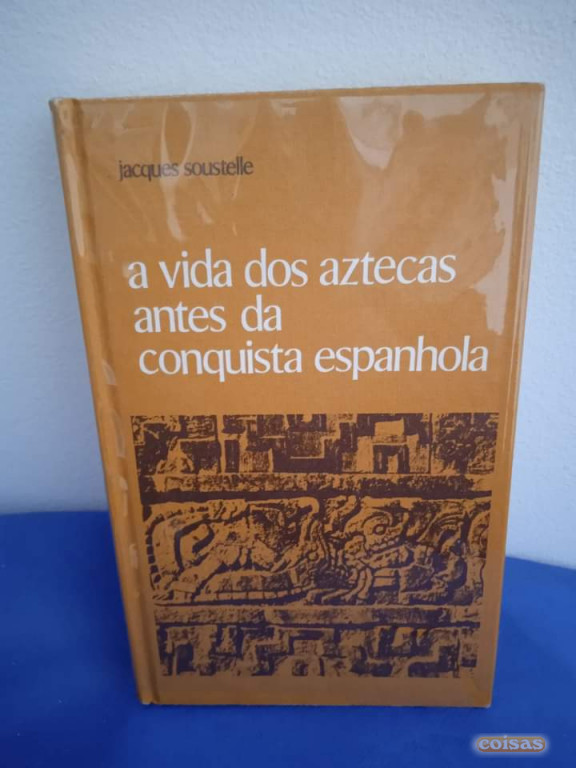 jacques soustelle
a vida dos aztecas
antes da
conquista espanhola
coisas